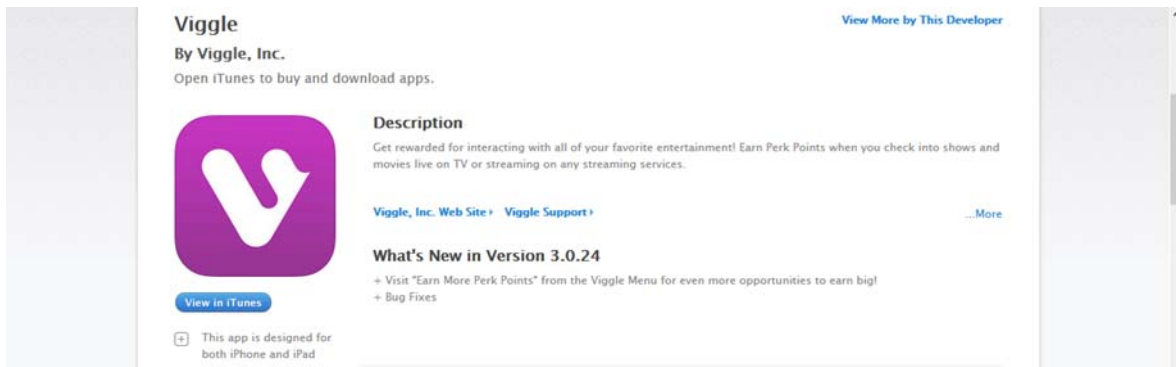 Viggle
View More by This Developer
By Viggle, Inc.
Open iTunes to buy and download apps.
Description
Get rewarded for interacting with all of your favorite entertainment! Earn Perk Points when you check into shows and
movies live on TV or streaming on any streaming services.
Viggle, Inc. Web Site › Viggle Support ›
...More
What's New in Version 3.0.24
+ Visit "Earn More Perk Points" from the Viggle Menu for even more opportunities to earn big!
+ Bug Fixes
View in iTunes
+ This app is designed for
both iPhone and iPad